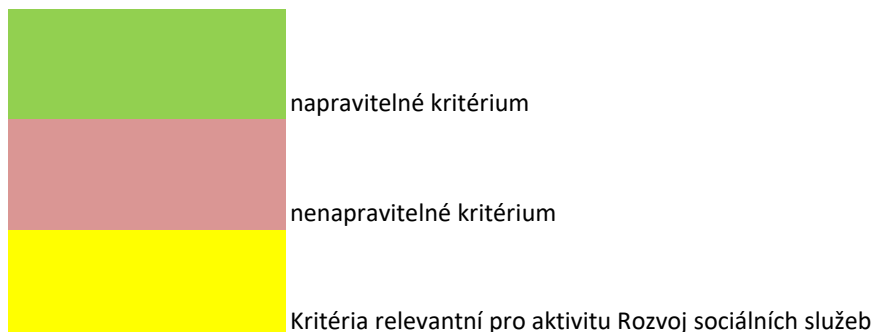 napravitelné kritérium
nenapravitelné kritérium
Kritéria relevantní pro aktivitu Rozvoj sociálních služeb